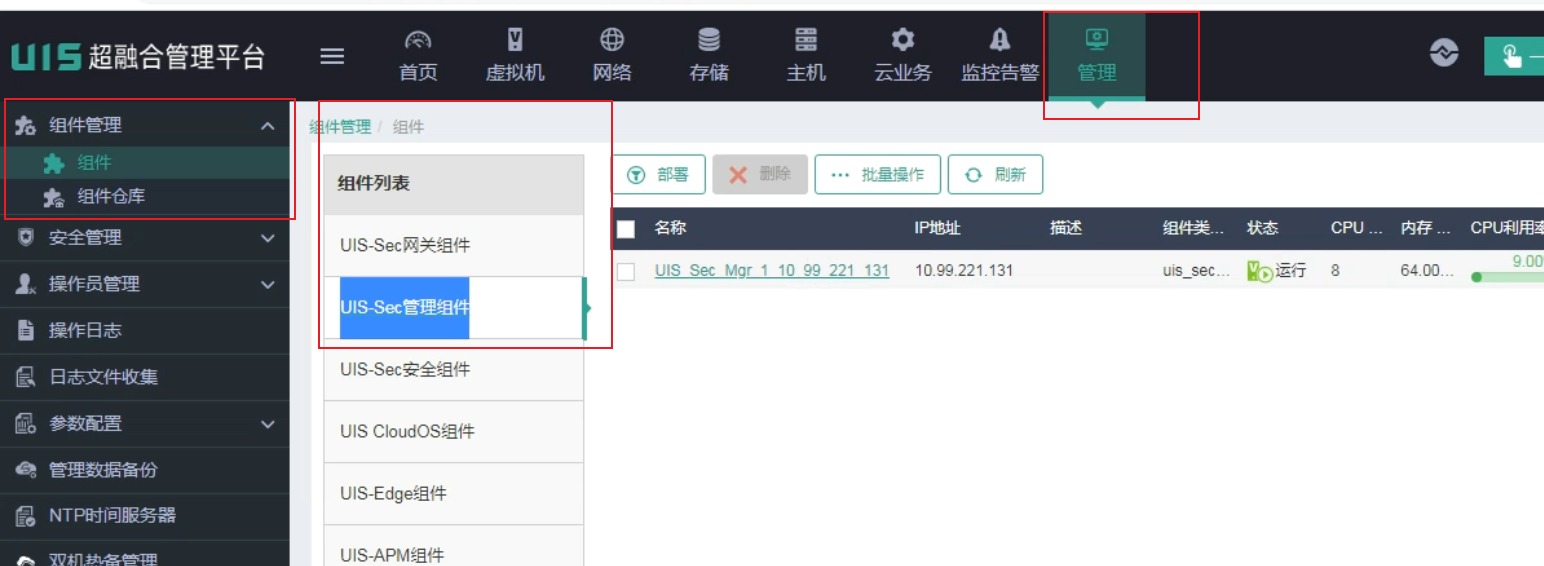 UIS 超融合管理平台
首页 虚拟机 网络 存储 主机 云业务 监控告警 管理
组件管理
组件
组件仓库
安全管理
操作员管理
操作日志
日志文件收集
参数配置
管理数据备份
NTP时间服务器
双机热备管理
组件管理 / 组件
组件列表
UIS-Sec网关组件
UIS-Sec管理组件
UIS-Sec安全组件
UIS CloudOS组件
UIS-Edge组件
UIS-APM组件
部署 删除 ... 批量操作 刷新
名称 IP地址 描述 组件类... 状态 CPU ... 内存 ... CPU利用率
UIS_Sec_Mgr_1_10_99_221_131 10.99.221.131 uis_sec... 运行 8 64.00... 9.00